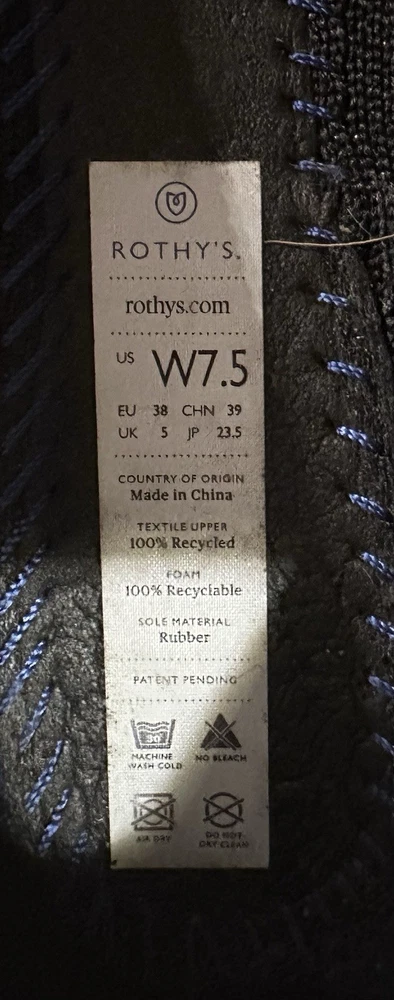 ROTHY'S.
rothys.com
US W7.5
EU 38 CHN 39
UK 5 JP 23.5
COUNTRY OF ORIGIN
Made in China
TEXTILE UPPER
100% Recycled
FOAM
100% Recyclable
SOLE MATERIAL
Rubber
PATENT PENDING
30
MACHINE WASH COLD NO BLEACH
AIR DRY DO NOT DRY CLEAN